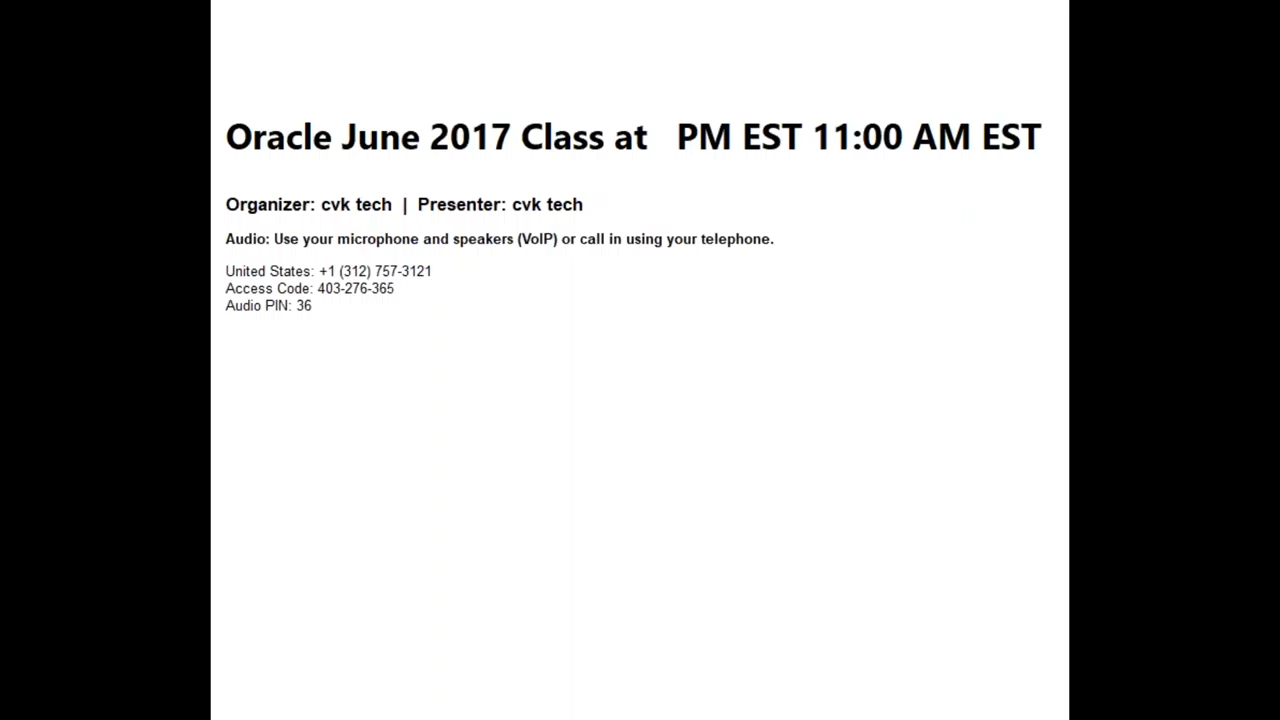 Oracle June 2017 Class at   PM EST 11:00 AM EST
Organizer: cvk tech | Presenter: cvk tech
Audio: Use your microphone and speakers (VoIP) or call in using your telephone.
United States: +1 (312) 757-3121
Access Code: 403-276-365
Audio PIN: 36